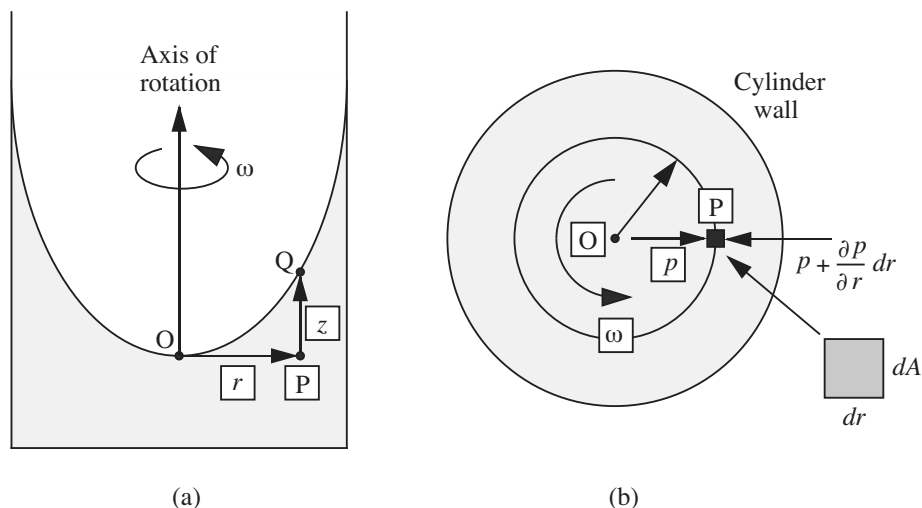 Axis of
rotation
ω
Q
z
O
r
P
(a)
Cylinder
wall
P
O
p
p + ∂p/∂r dr
ω
dA
dr
(b)